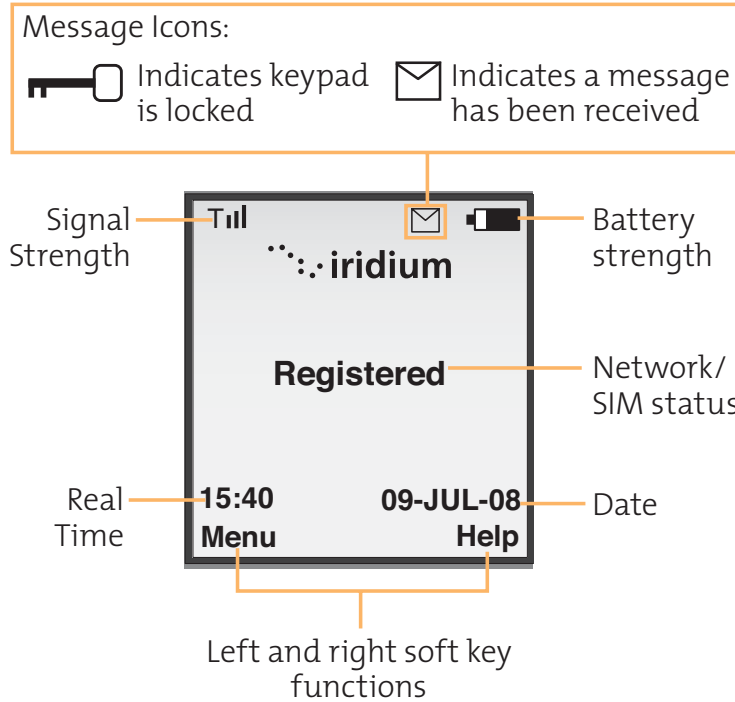 Message Icons:
Indicates keypad
is locked
Indicates a message
has been received
Signal
Strength
Battery
strength
iridium
Registered
Network/
SIM status
Real
Time
15:40
09-JUL-08
Date
Menu
Help
Left and right soft key
functions